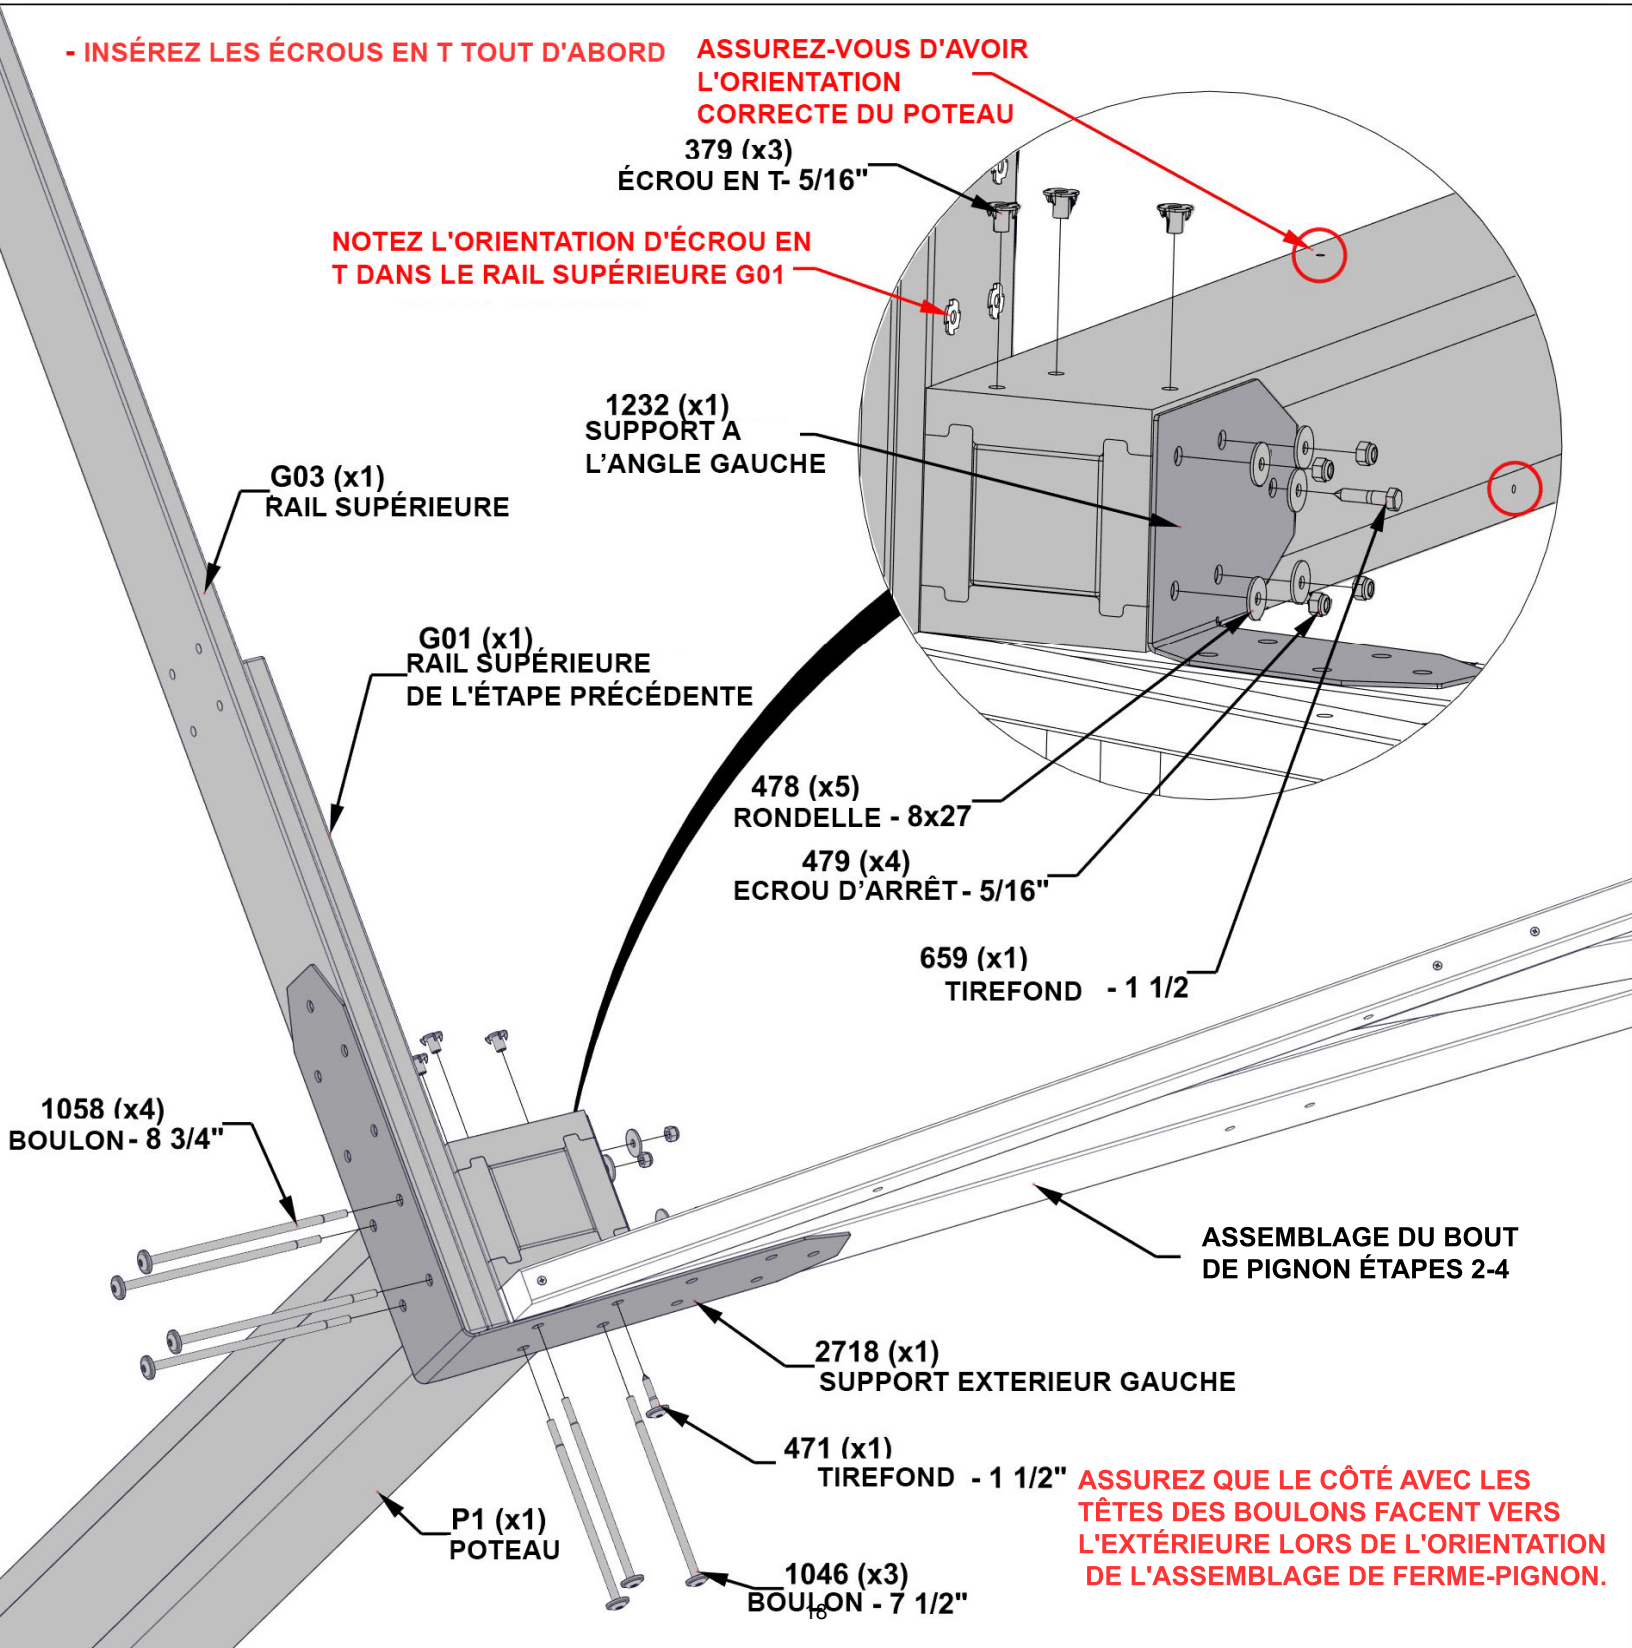 - INSÉREZ LES ÉCROUS EN T TOUT D'ABORD
ASSUREZ-VOUS D'AVOIR
L'ORIENTATION
CORRECTE DU POTEAU
379 (x3)
ÉCROU EN T- 5/16"
NOTEZ L'ORIENTATION D'ÉCROU EN
T DANS LE RAIL SUPÉRIEURE G01
1232 (x1)
SUPPORT A
L’ANGLE GAUCHE
G03 (x1)
RAIL SUPÉRIEURE
G01 (x1)
RAIL SUPÉRIEURE
DE L'ÉTAPE PRÉCÉDENTE
478 (x5)
RONDELLE - 8x27
479 (x4)
ECROU D’ARRÊT - 5/16"
659 (x1)
TIREFOND - 1 1/2
1058 (x4)
BOULON - 8 3/4"
ASSEMBLAGE DU BOUT
DE PIGNON ÉTAPES 2-4
2718 (x1)
SUPPORT EXTERIEUR GAUCHE
471 (x1)
TIREFOND - 1 1/2"
ASSUREZ QUE LE CÔTÉ AVEC LES
TÊTES DES BOULONS FACENT VERS
L'EXTÉRIEURE LORS DE L'ORIENTATION
DE L'ASSEMBLAGE DE FERME-PIGNON.
P1 (x1)
POTEAU
1046 (x3)
BOULON - 7 1/2"
18